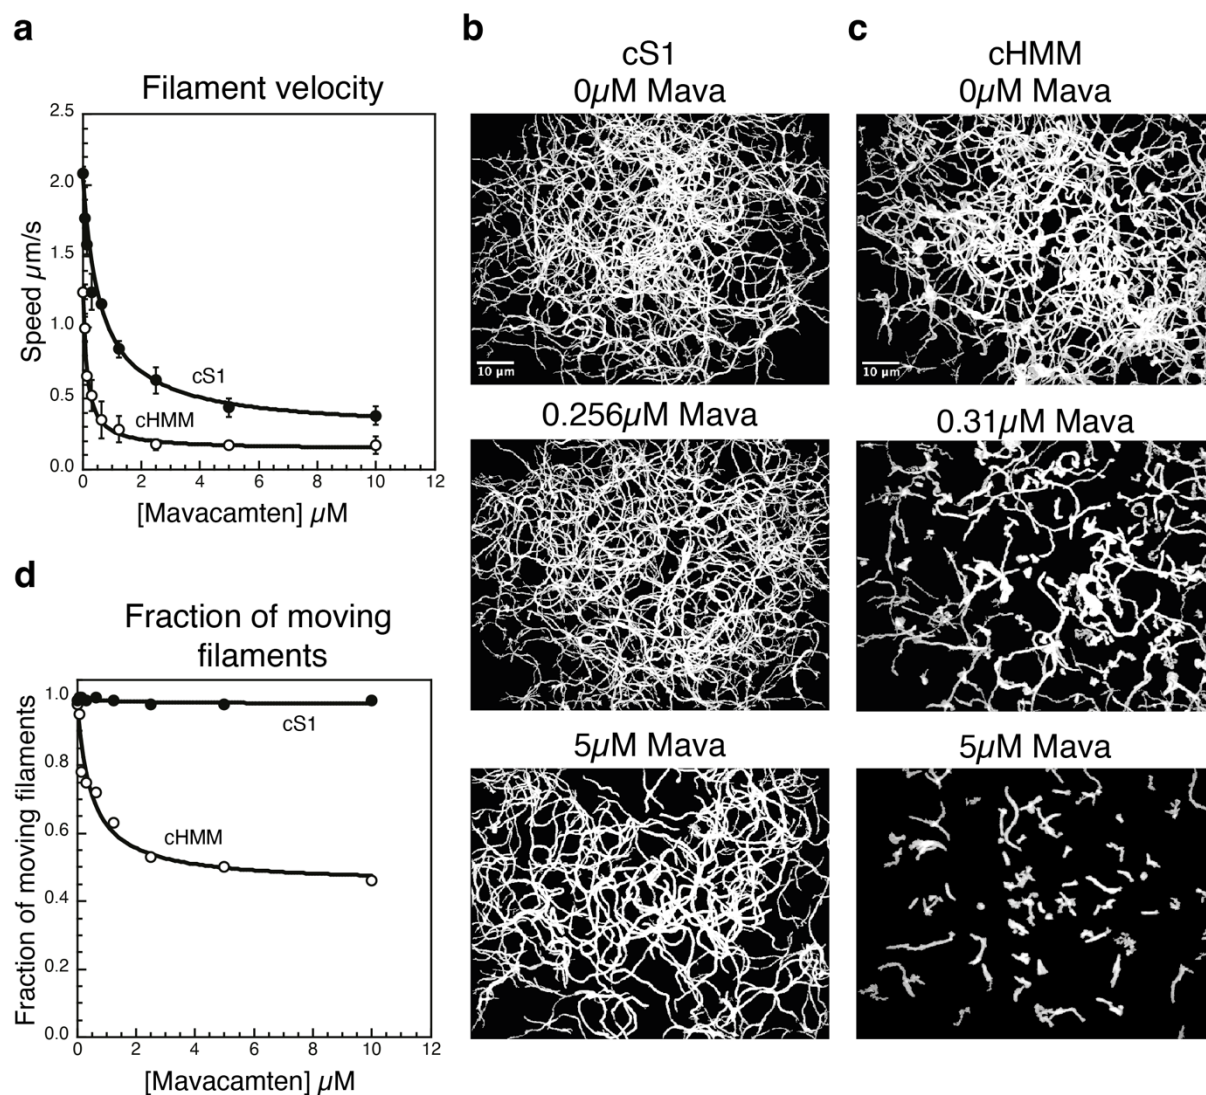 a
Filament velocity
2.5
2.0
1.5
1.0
0.5
0.0
Speed µm/s
cS1
cHMM
0 2 4 6 8 10 12
[Mavacamten] µM
b
cS1
0µM Mava
10 µm
0.256µM Mava
5µM Mava
c
cHMM
0µM Mava
10 µm
0.31µM Mava
5µM Mava
d
Fraction of moving
filaments
1.0
0.8
0.6
0.4
0.2
0.0
Fraction of moving filaments
cS1
cHMM
0 2 4 6 8 10 12
[Mavacamten] µM